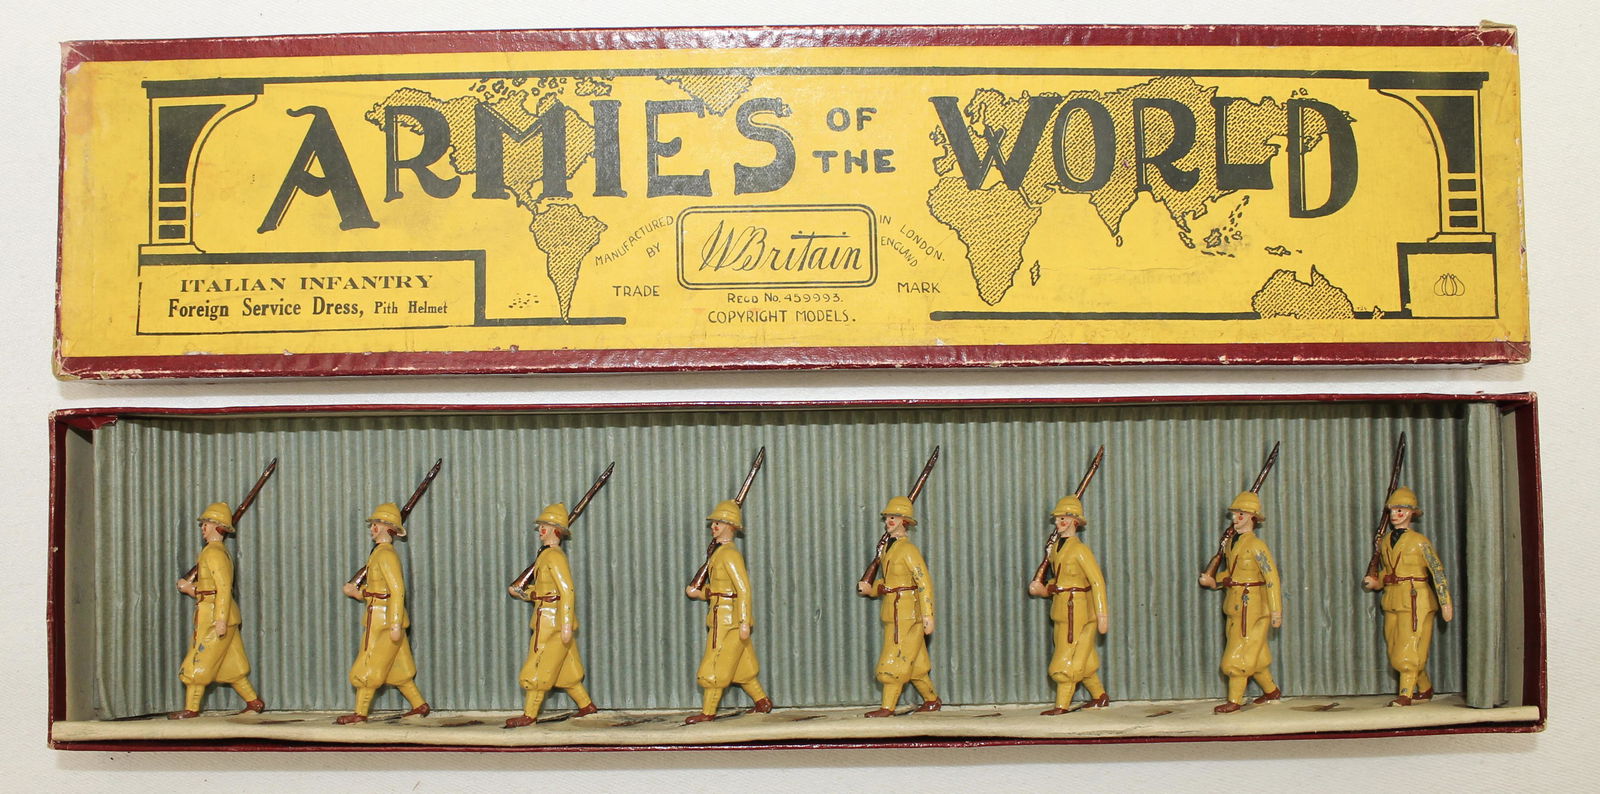 ARMIES OF THE WORLD
MANUFACTURED BY
W Britain
IN LONDON.
ENGLAND
TRADE
REGD NO. 459993.
MARK
COPYRIGHT MODELS.
ITALIAN INFANTRY
Foreign Service Dress, Pith Helmet